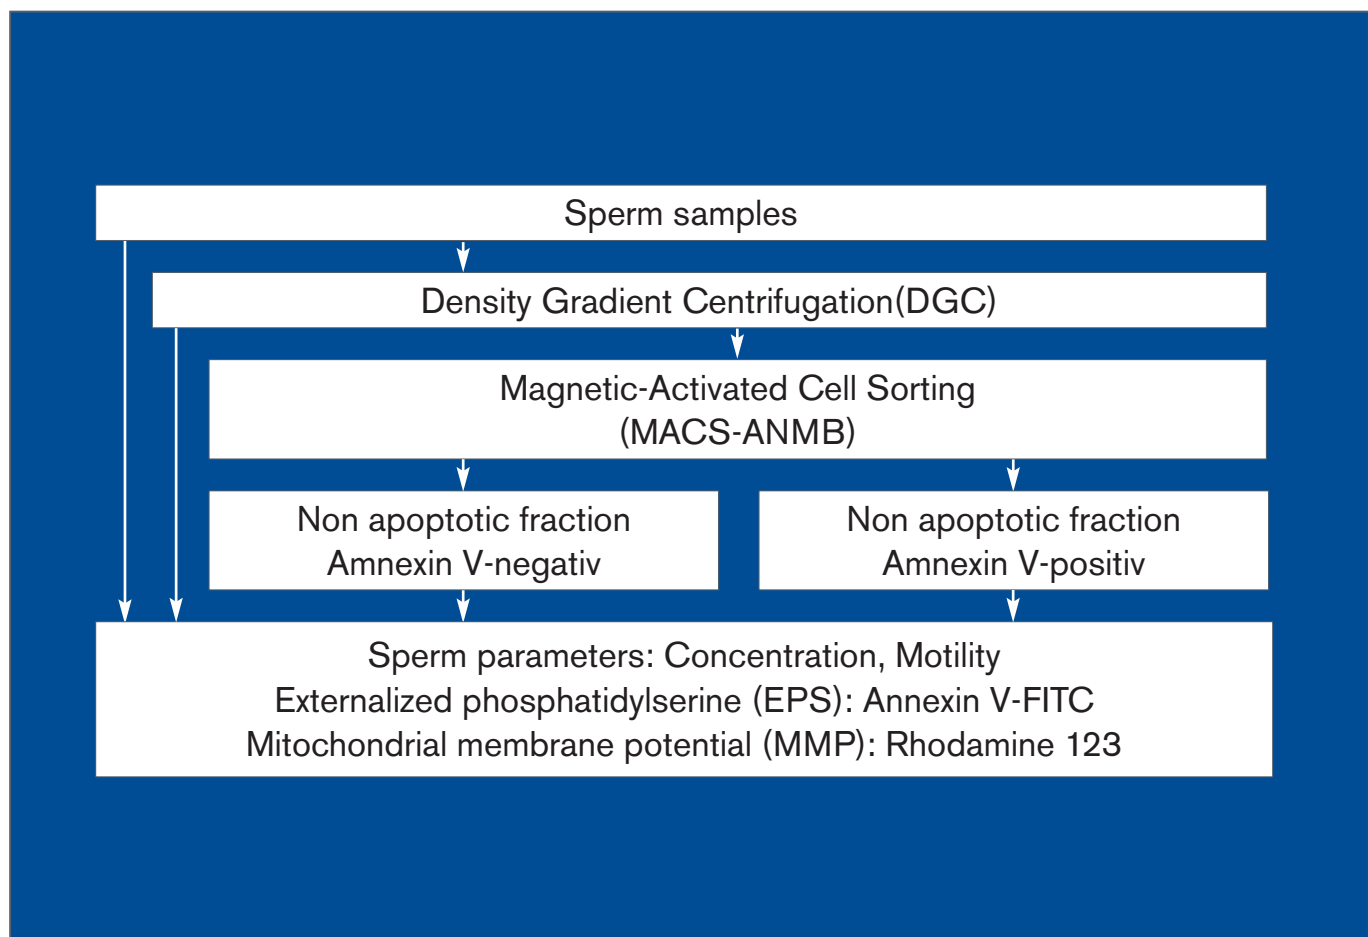 Sperm samples
Density Gradient Centrifugation(DGC)
Magnetic-Activated Cell Sorting
(MACS-ANMB)
Non apoptotic fraction
Amnexin V-negativ
Non apoptotic fraction
Amnexin V-positiv
Sperm parameters: Concentration, Motility
Externalized phosphatidylserine (EPS): Annexin V-FITC
Mitochondrial membrane potential (MMP): Rhodamine 123